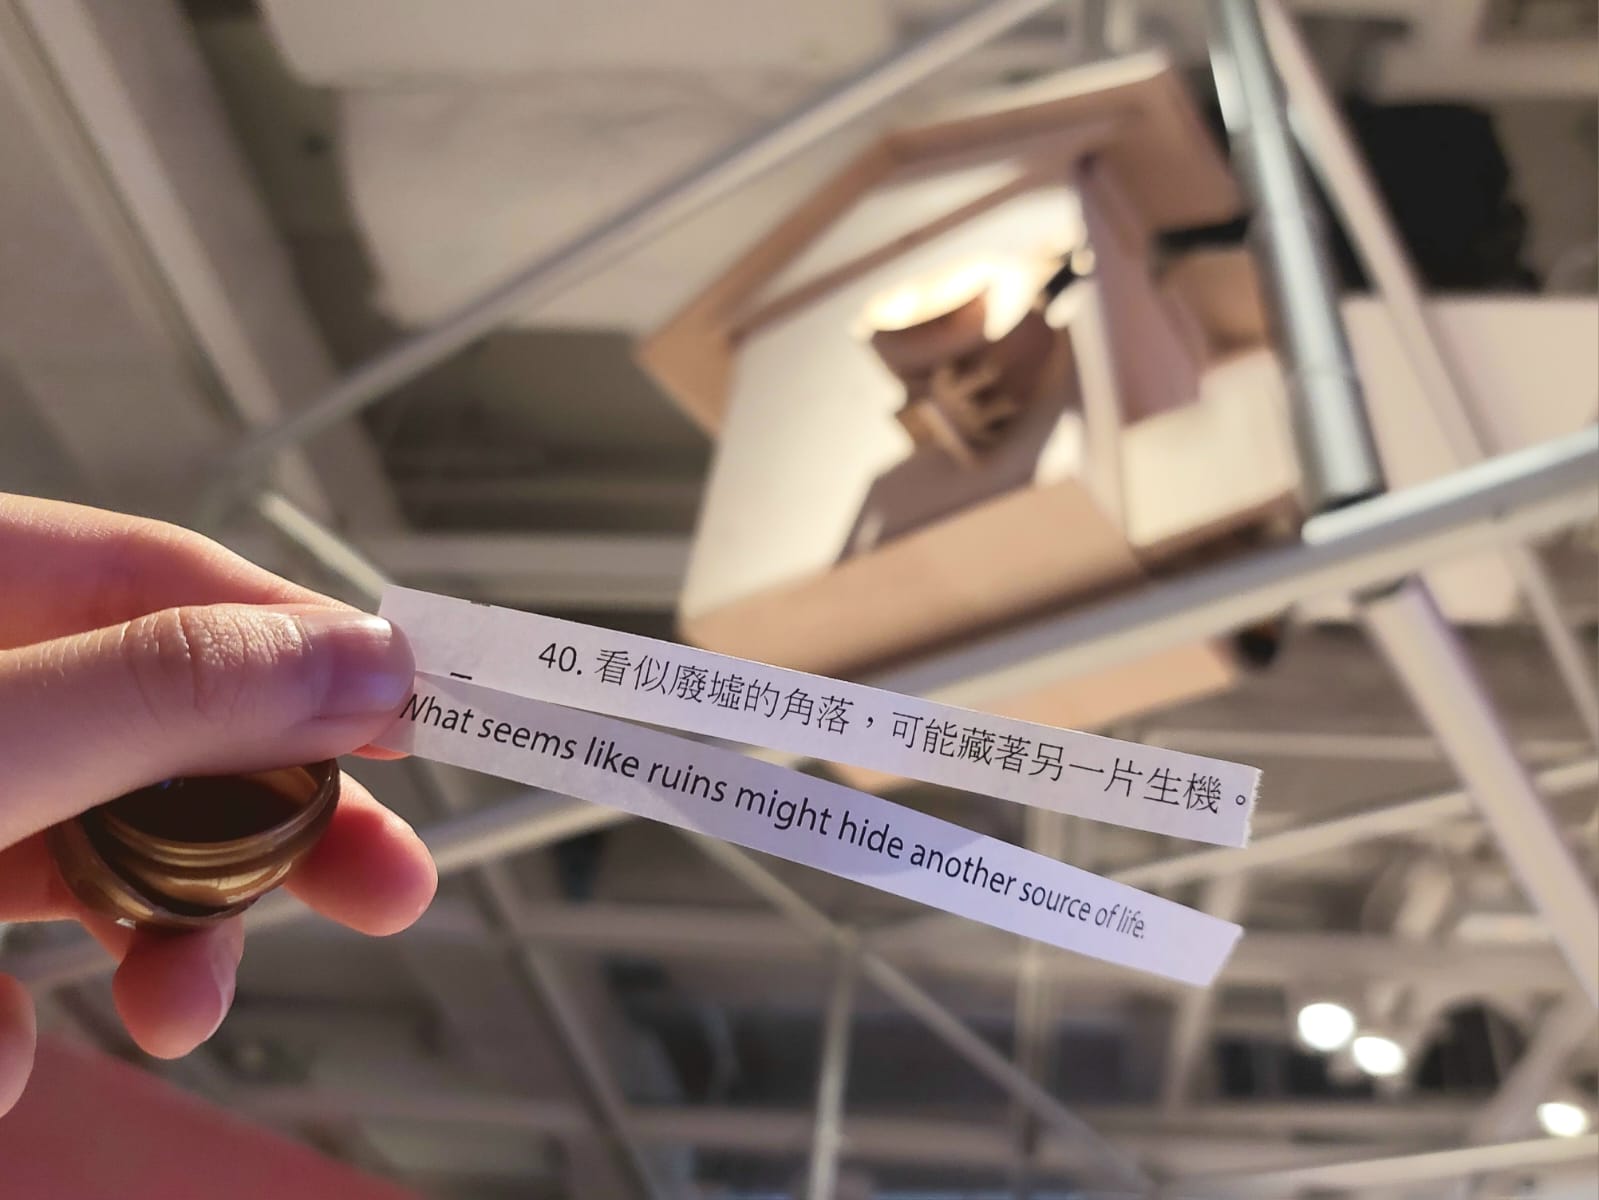 40. 看似廢墟的角落，可能藏著另一片生機。
What seems like ruins might hide another source of life.